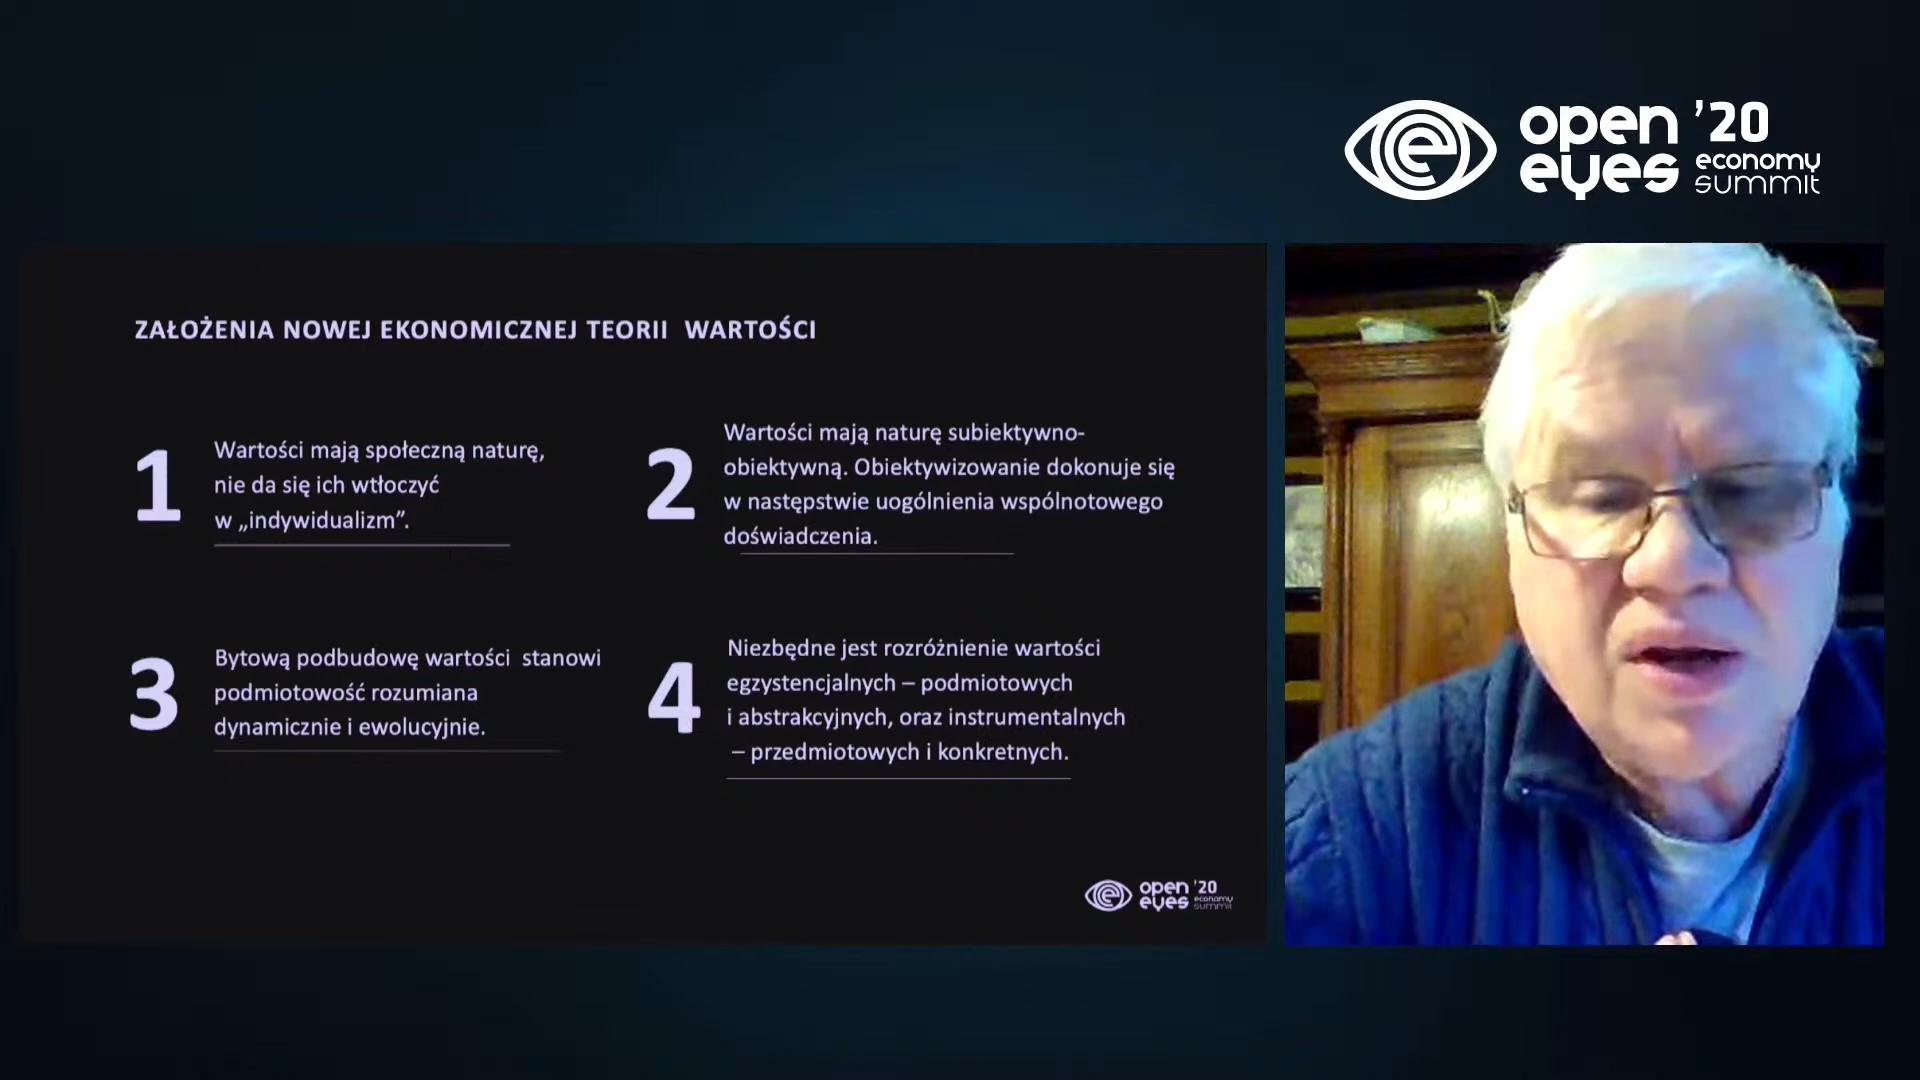 open '20
eyes economy
summit
ZAŁOŻENIA NOWEJ EKONOMICZNEJ TEORII WARTOŚCI
1
Wartości mają społeczną naturę,
nie da się ich wtłoczyć
w „indywidualizm”.
2
Wartości mają naturę subiektywno-
obiektywną. Obiektywizowanie dokonuje się
w następstwie uogólnienia wspólnotowego
doświadczenia.
3
Bytową podbudowę wartości stanowi
podmiotowość rozumiana
dynamicznie i ewolucyjnie.
4
Niezbędne jest rozróżnienie wartości
egzystencjalnych – podmiotowych
i abstrakcyjnych, oraz instrumentalnych
– przedmiotowych i konkretnych.
open '20
eyes economy
summit